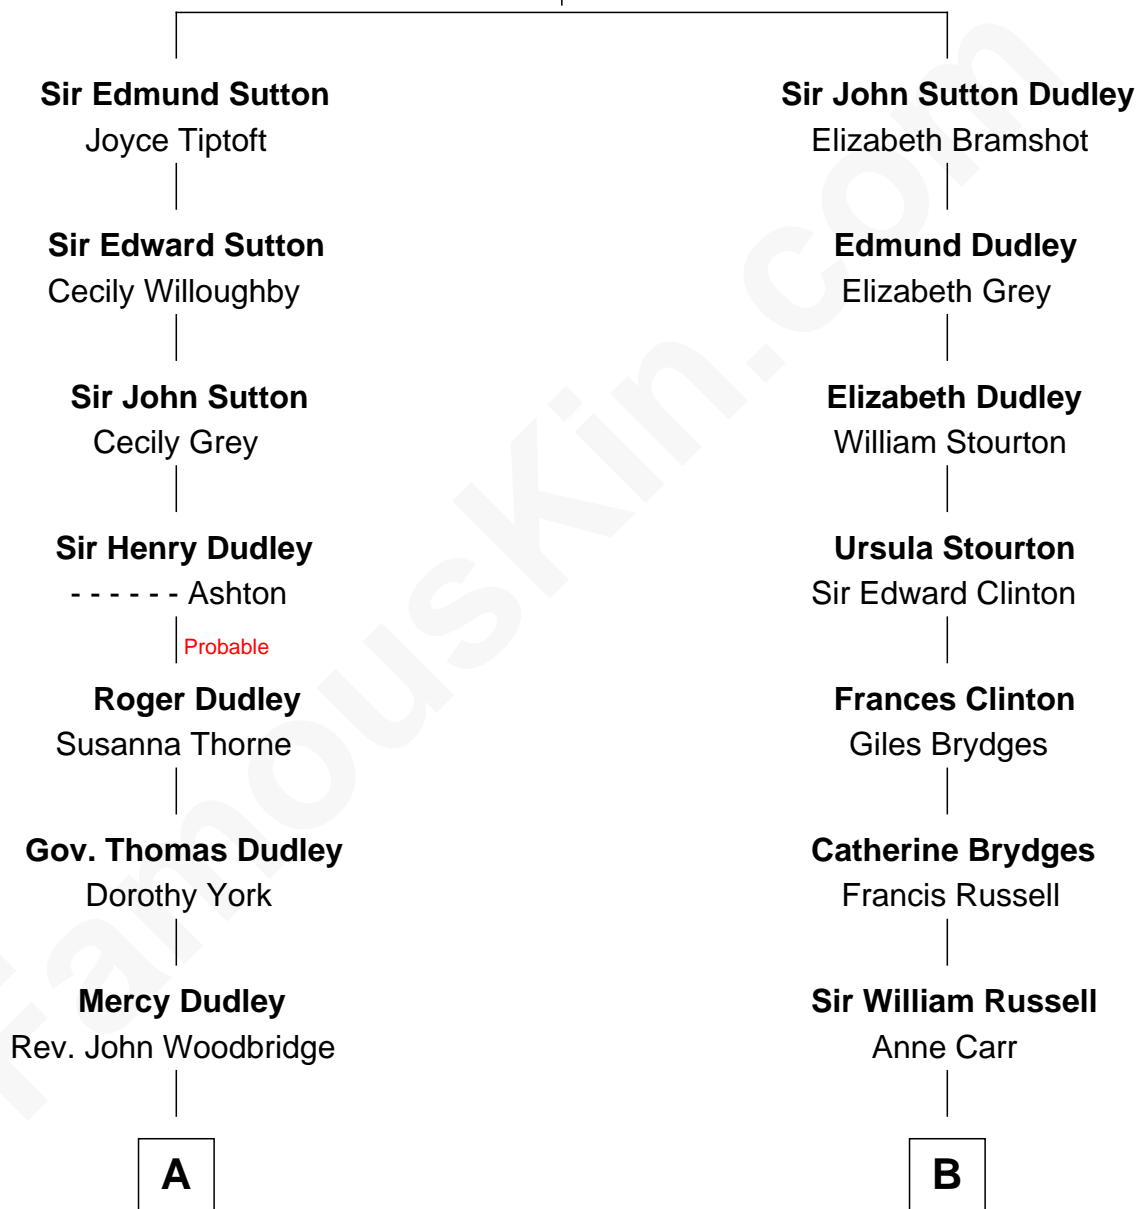 Sir Edmund Sutton
Joyce Tiptoft
Sir Edward Sutton
Cecily Willoughby
Sir John Sutton
Cecily Grey
Sir Henry Dudley
- - - - - - Ashton
Probable
Roger Dudley
Susanna Thorne
Gov. Thomas Dudley
Dorothy York
Mercy Dudley
Rev. John Woodbridge
A
Sir John Sutton Dudley
Elizabeth Bramshot
Edmund Dudley
Elizabeth Grey
Elizabeth Dudley
William Stourton
Ursula Stourton
Sir Edward Clinton
Frances Clinton
Giles Brydges
Catherine Brydges
Francis Russell
Sir William Russell
Anne Carr
B
FamousKin.com